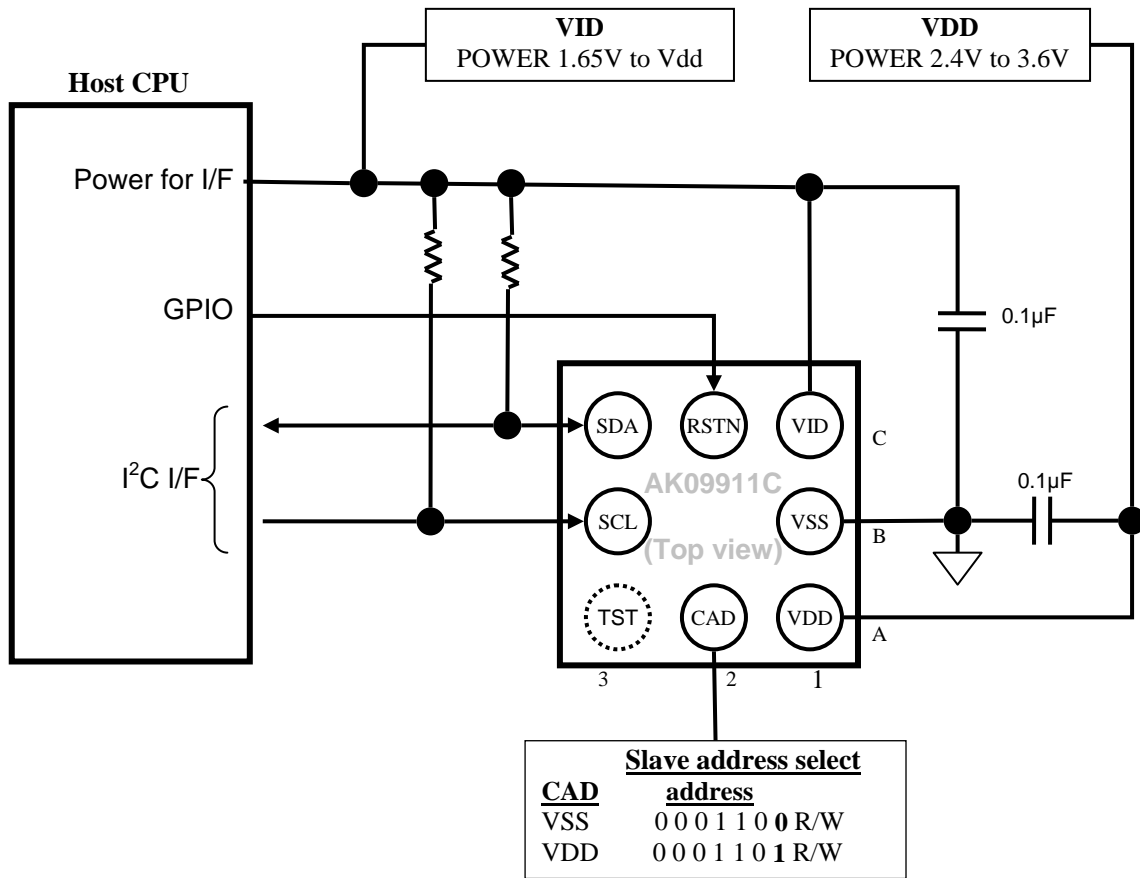 VID
POWER 1.65V to Vdd
VDD
POWER 2.4V to 3.6V
Host CPU
Power for I/F
GPIO
0.1µF
SDA
RSTN
VID
C
I²C I/F
AK09911C
0.1µF
SCL
VSS
B
(Top view)
TST
CAD
VDD
A
3
2
1
Slave address select
CAD address
VSS 0 0 0 1 1 0 0 R/W
VDD 0 0 0 1 1 0 1 R/W